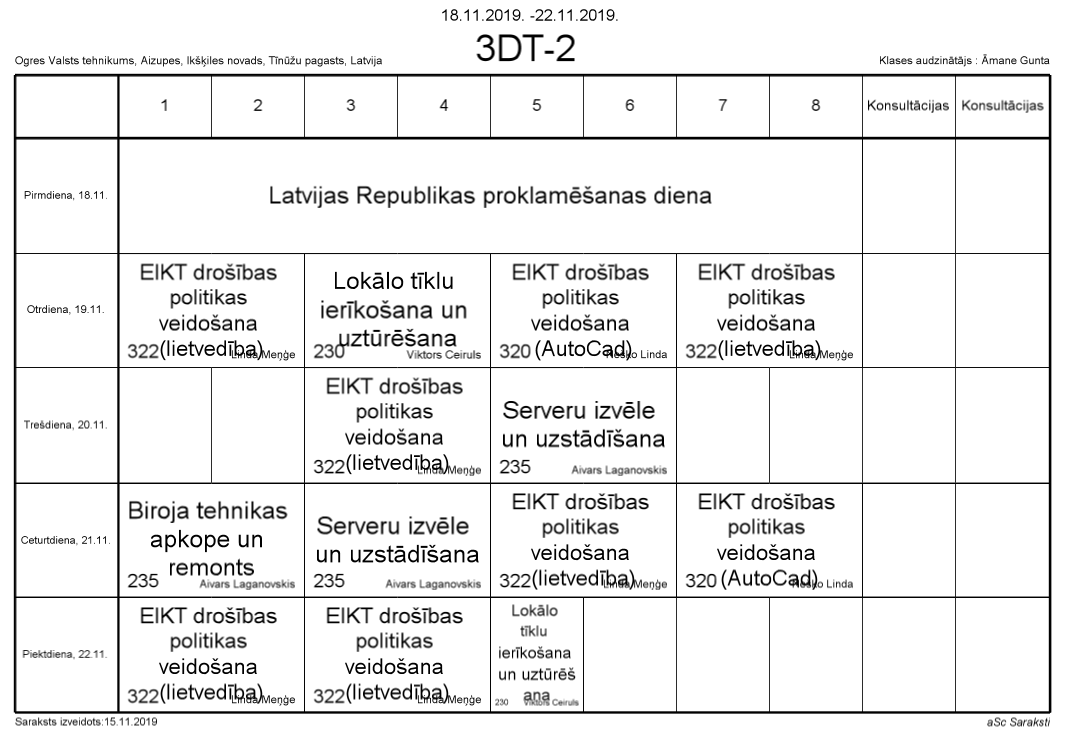 18.11.2019. -22.11.2019.
3DT-2
Ogres Valsts tehnikums, Aizupes, Ikšķiles novads, Tīnūžu pagasts, Latvija
Klases audzinātājs : Āmane Gunta
1 2 3 4 5 6 7 8 Konsultācijas Konsultācijas
Pirmdiena, 18.11.
Latvijas Republikas proklamēšanas diena
Otrdiena, 19.11.
EIKT drošības
politikas
veidošana
322(lietvedība) Linda Meņģe
Lokālo tīklu
ierīkošana un
uztūrēšana
230 Viktors Ceiruls
EIKT drošības
politikas
veidošana
320 (AutoCad) Nesko Linda
EIKT drošības
politikas
veidošana
322(lietvedība) Linda Meņģe
Trešdiena, 20.11.
EIKT drošības
politikas
veidošana
322(lietvedība) Linda Meņģe
Serveru izvēle
un uzstādīšana
235 Aivars Laganovskis
Ceturtdiena, 21.11.
Biroja tehnikas
apkope un
remonts
235 Aivars Laganovskis
Serveru izvēle
un uzstādīšana
235 Aivars Laganovskis
EIKT drošības
politikas
veidošana
322(lietvedība) Linda Meņģe
EIKT drošības
politikas
veidošana
320 (AutoCad) Nesko Linda
Piektdiena, 22.11.
EIKT drošības
politikas
veidošana
322(lietvedība) Linda Meņģe
EIKT drošības
politikas
veidošana
322(lietvedība) Linda Meņģe
Lokālo
tīklu
ierīkošana
un uztūrēš
ana
230 Viktors Ceiruls
Saraksts izveidots:15.11.2019
aSc Saraksti